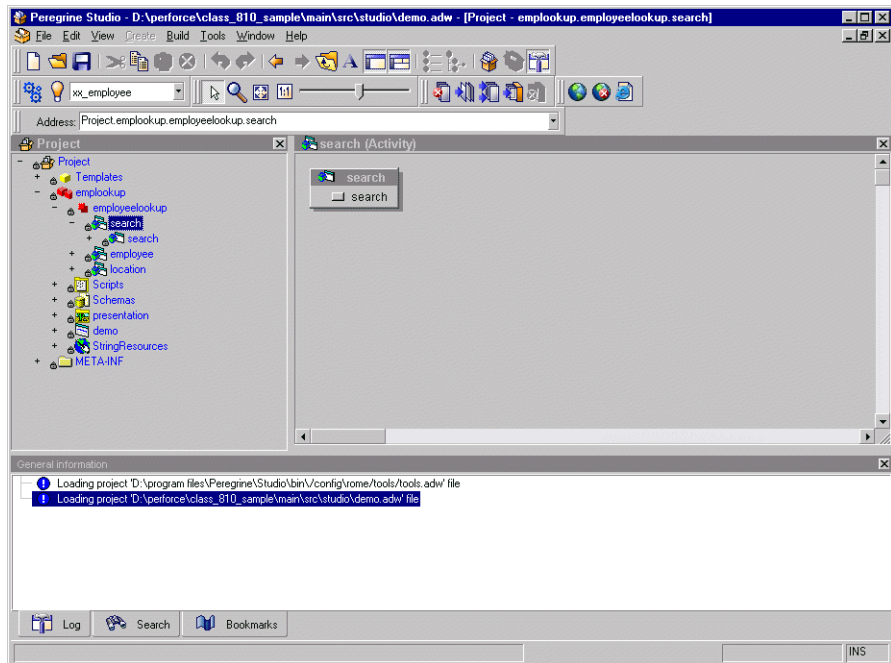 Peregrine Studio - D:\perforce\class_810_sample\main\src\studio\demo.adw - [Project - emplookup.employeelookup.search]
File Edit View Create Build Tools Window Help
xx_employee
1:1
Address: Project.emplookup.employeelookup.search
Project
search (Activity)
Project
Templates
emplookup
employeelookup
search
search
employee
location
Scripts
Schemas
presentation
demo
StringResources
META-INF
search
search
General information
Loading project 'D:\program files\Peregrine\Studio\bin\/config\rome/tools/tools.adw' file
Loading project 'D:\perforce\class_810_sample\main\src\studio\demo.adw' file
Log Search Bookmarks
INS